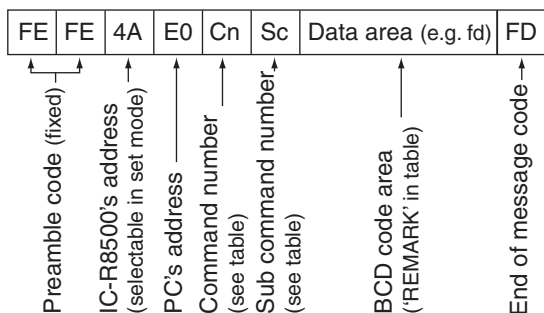 FE FE 4A E0 Cn Sc Data area (e.g. fd) FD
Preamble code (fixed)
IC-R8500's address
(selectable in set mode)
PC's address
Command number
(see table)
Sub command number
(see table)
BCD code area
('REMARK' in table)
End of message code